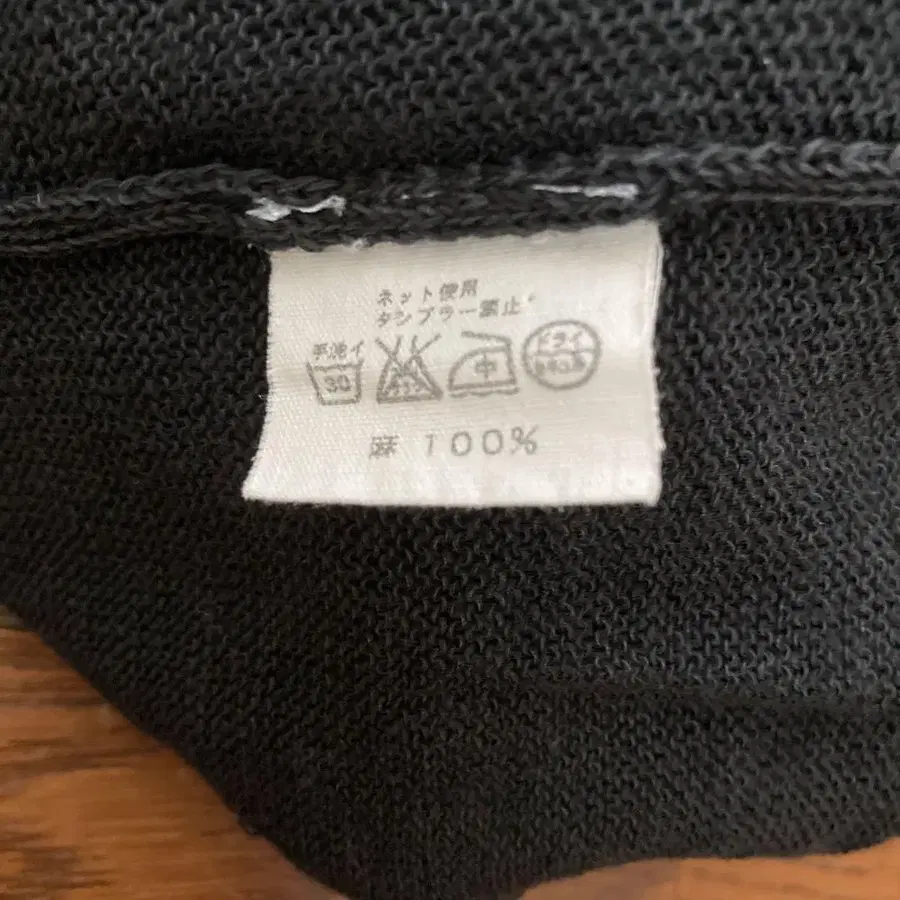 ネット使用
タンブラー禁止
手洗イ
30
中
ドライ
麻 100%